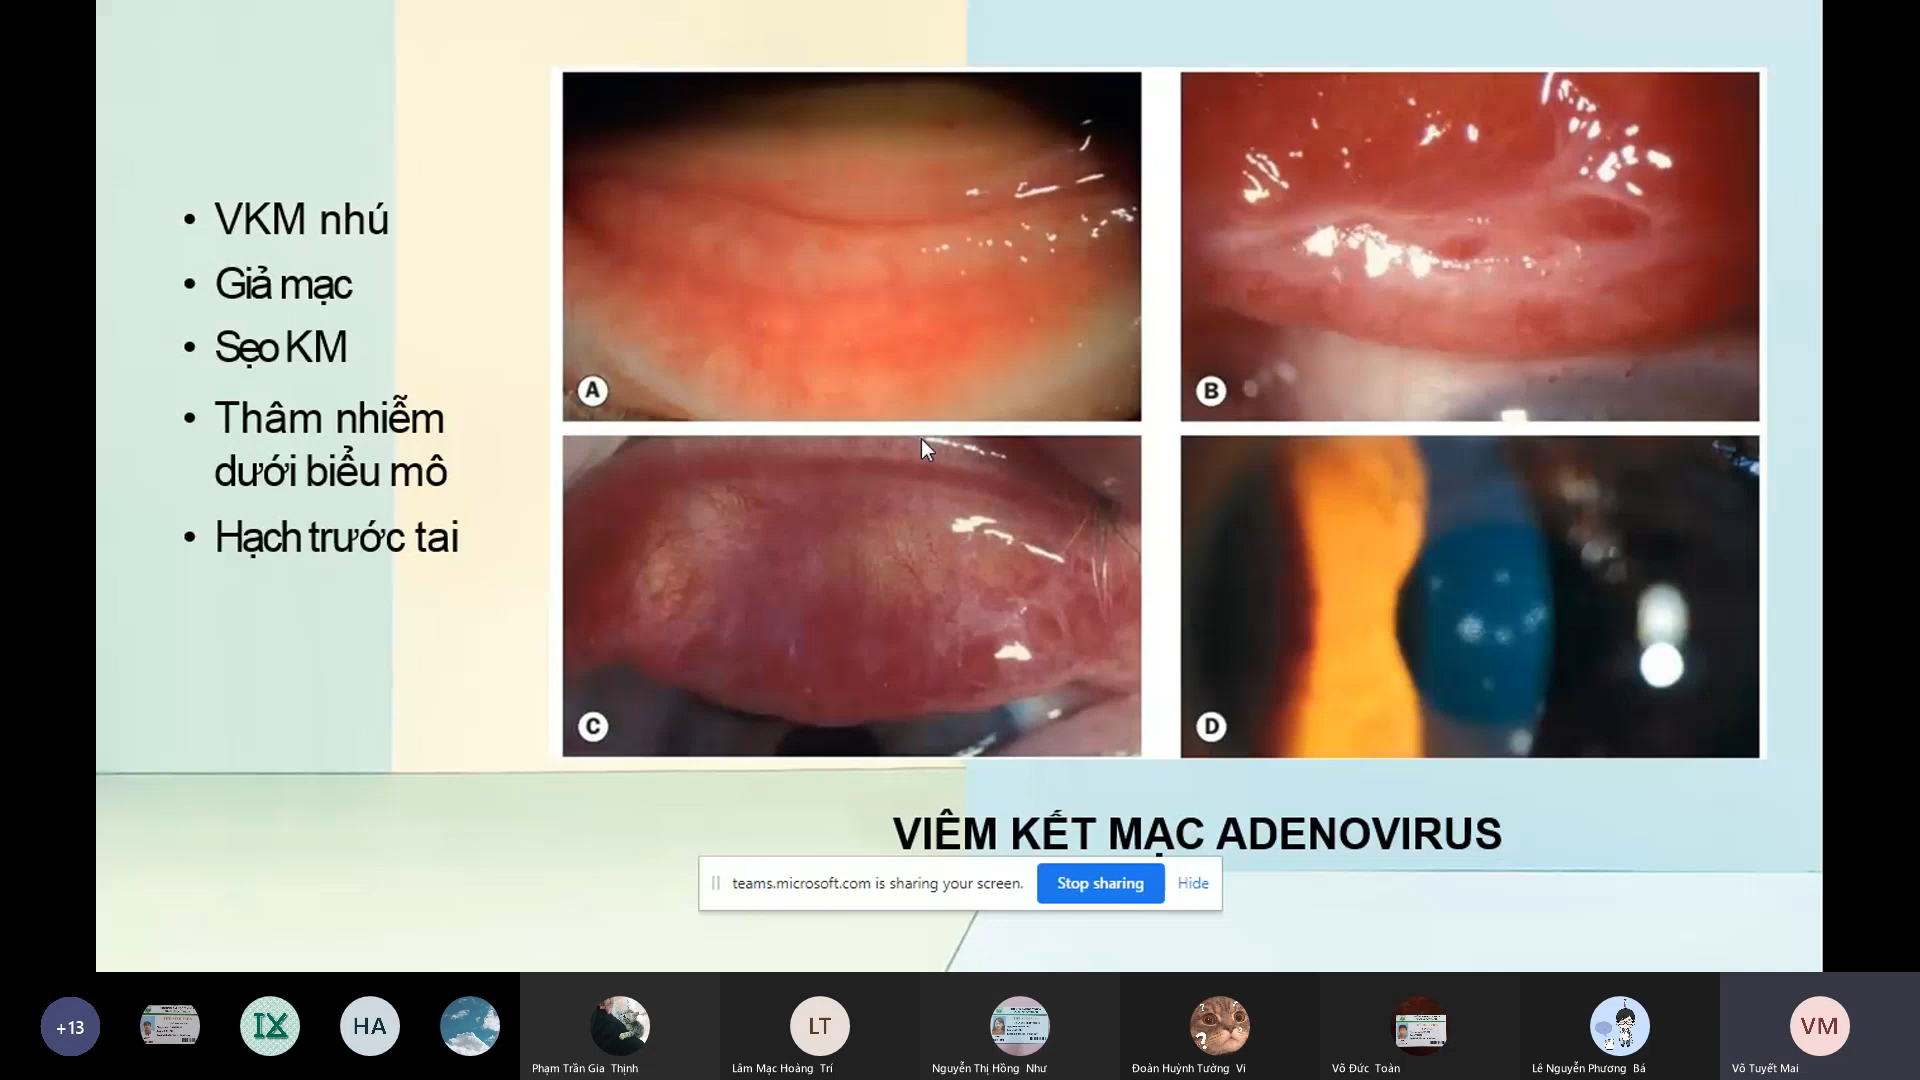 • VKM nhú
• Giả mạc
• Sẹo KM
• Thâm nhiễm
dưới biểu mô
• Hạch trước tai
A
B
C
D
VIÊM KẾT MẠC ADENOVIRUS
teams.microsoft.com is sharing your screen.
Stop sharing
Hide
+13
IX
HA
LT
VM
Phạm Trần Gia Thịnh
Lâm Mạc Hoàng Trí
Nguyễn Thị Hồng Như
Đoàn Huỳnh Tường Vi
Võ Đức Toàn
Lê Nguyễn Phương Bá
Võ Tuyết Mai